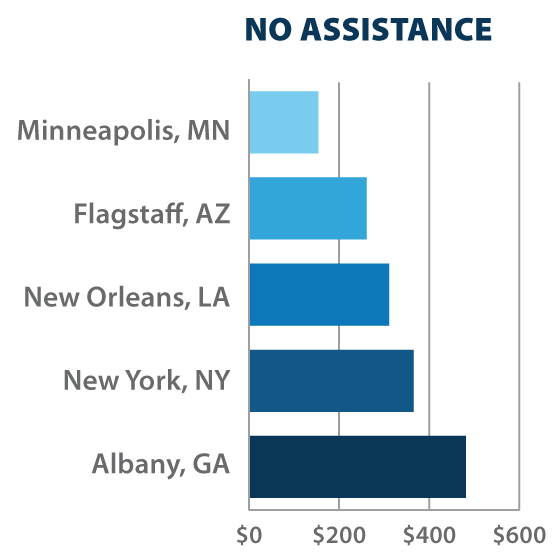 NO ASSISTANCE
Minneapolis, MN
Flagstaff, AZ
New Orleans, LA
New York, NY
Albany, GA
$0 $200 $400 $600